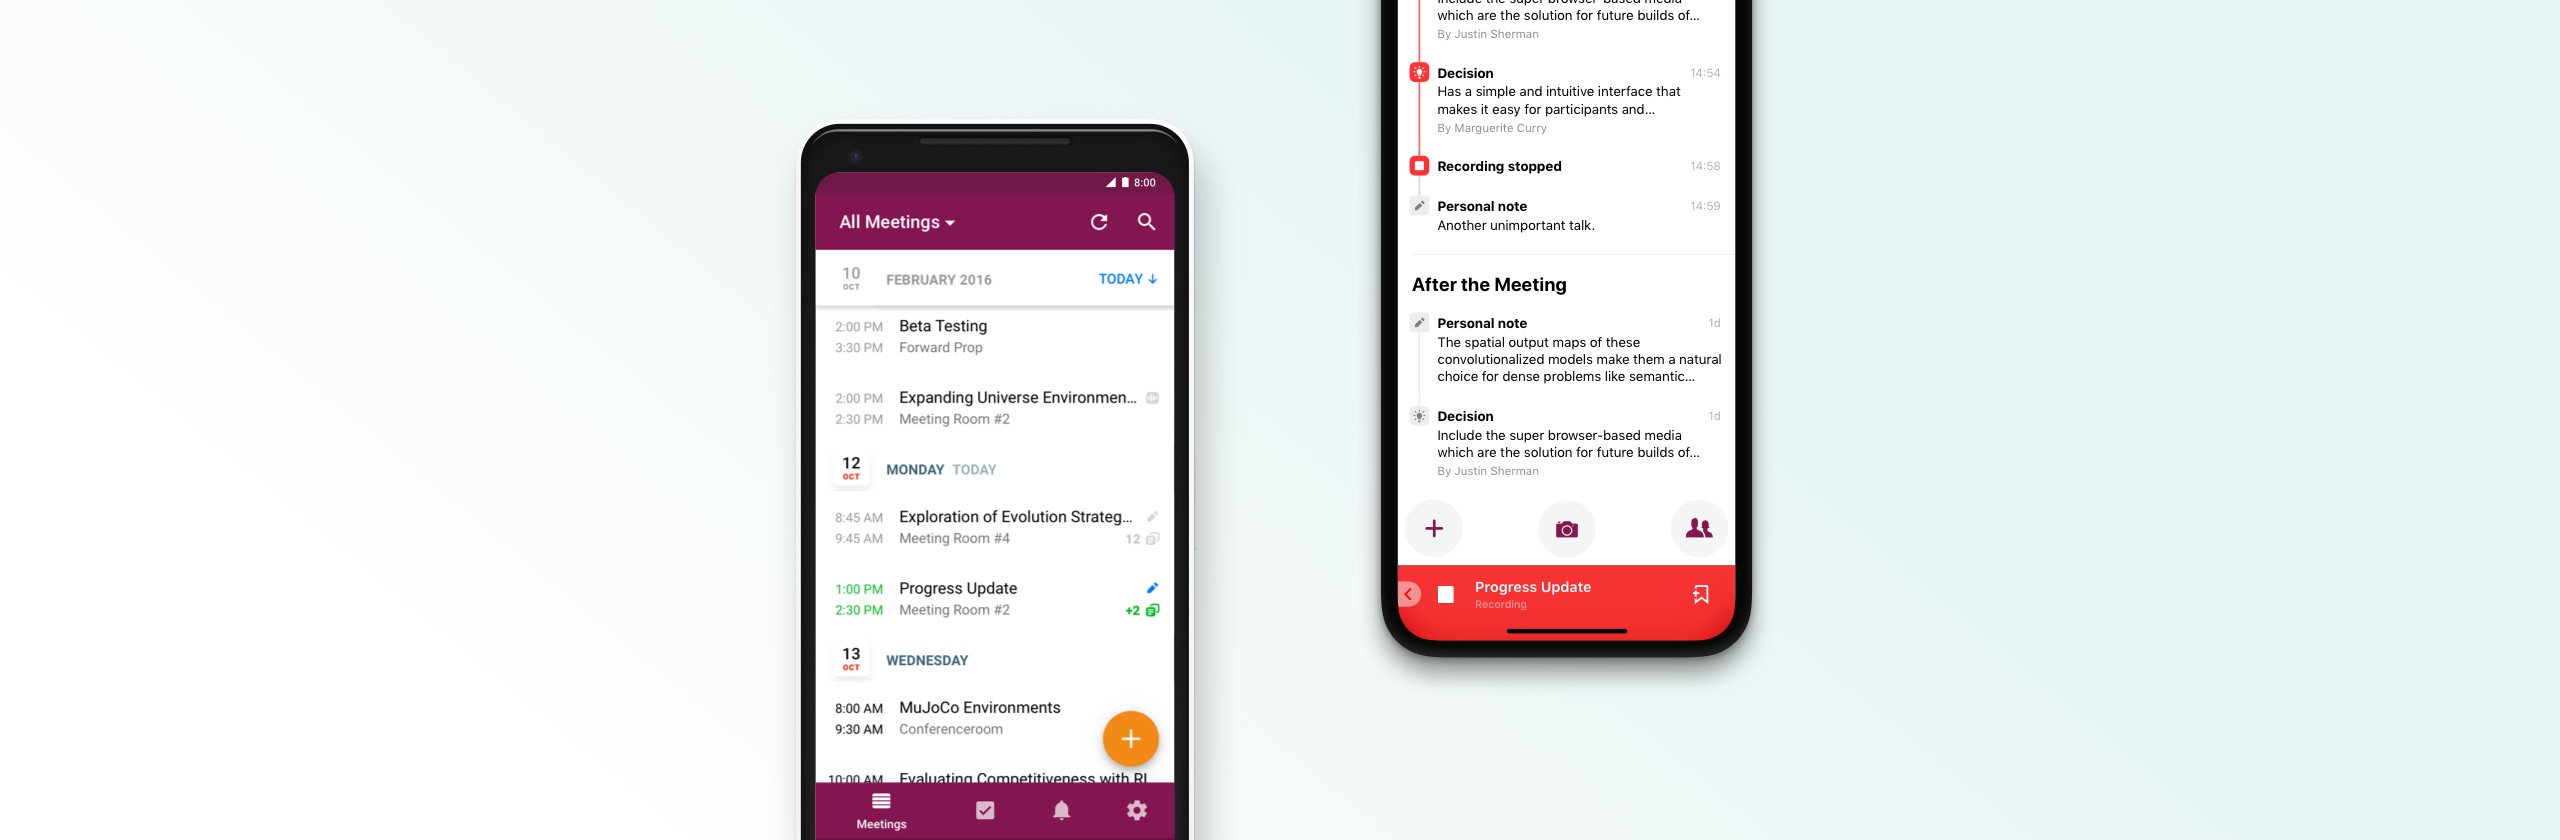 8:00
All Meetings
10
OCT
FEBRUARY 2016
TODAY ↓
2:00 PM Beta Testing
3:30 PM Forward Prop
2:00 PM Expanding Universe Environmen...
2:30 PM Meeting Room #2
12
OCT
MONDAY TODAY
8:45 AM Exploration of Evolution Strateg...
9:45 AM Meeting Room #4 12
1:00 PM Progress Update
2:30 PM Meeting Room #2 +2
13
OCT
WEDNESDAY
8:00 AM MuJoCo Environments
9:30 AM Conferenceroom
10:00 AM Evaluating Competitiveness with RL
Meetings
Include the super browser-based media
which are the solution for future builds of...
By Justin Sherman
Decision 14:54
Has a simple and intuitive interface that
makes it easy for participants and...
By Marguerite Curry
Recording stopped 14:58
Personal note 14:59
Another unimportant talk.
After the Meeting
Personal note 1d
The spatial output maps of these
convolutionalized models make them a natural
choice for dense problems like semantic...
Decision 1d
Include the super browser-based media
which are the solution for future builds of...
By Justin Sherman
Progress Update
Recording